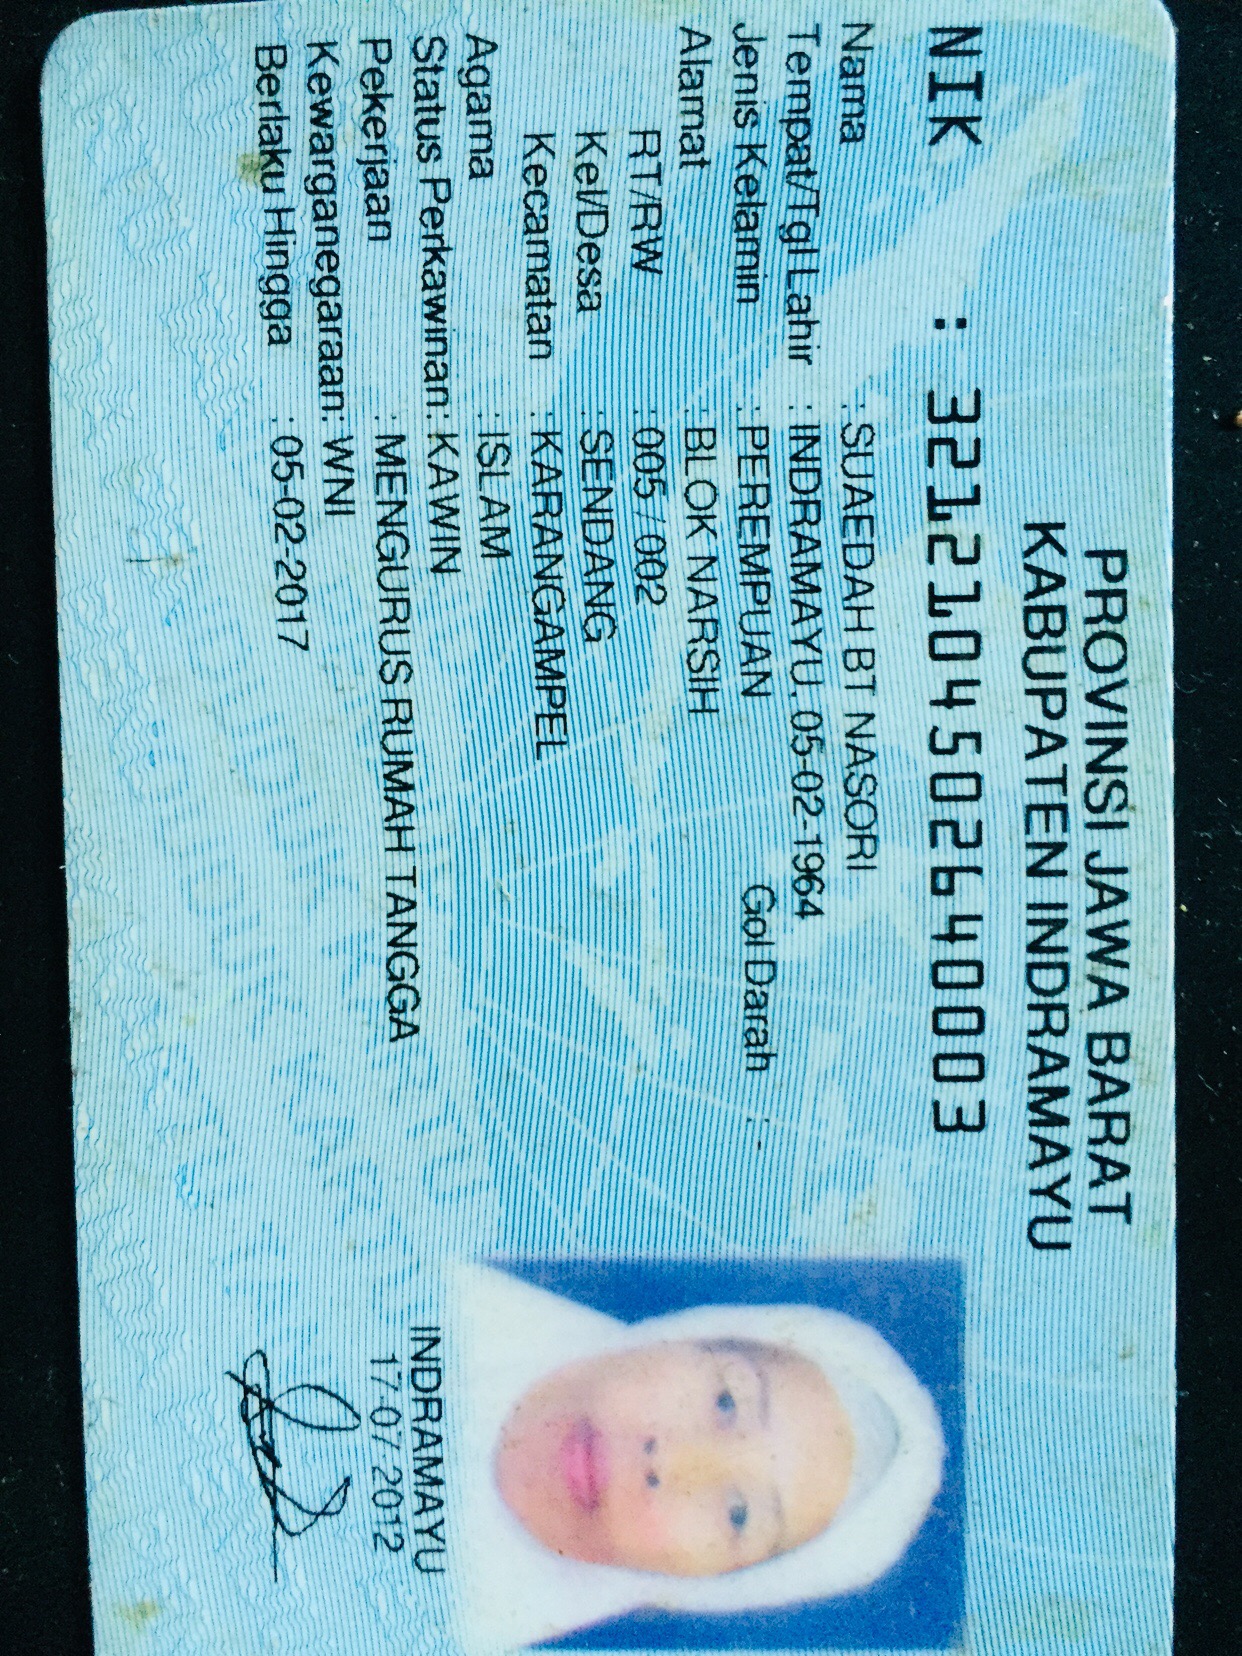 PROVINSI JAWA BARAT
KABUPATEN INDRAMAYU
NIK : 3212104502640003
Nama : SUAEDAH BT NASORI
Tempat/Tgl Lahir : INDRAMAYU, 05-02-1964
Jenis Kelamin : PEREMPUAN Gol Darah : -
Alamat : BLOK NARSIH
RT/RW : 005 / 002
Kel/Desa : SENDANG
Kecamatan : KARANGAMPEL
Agama : ISLAM
Status Perkawinan: KAWIN
Pekerjaan : MENGURUS RUMAH TANGGA
Kewarganegaraan: WNI
Berlaku Hingga : 05-02-2017
INDRAMAYU
17-07 2012